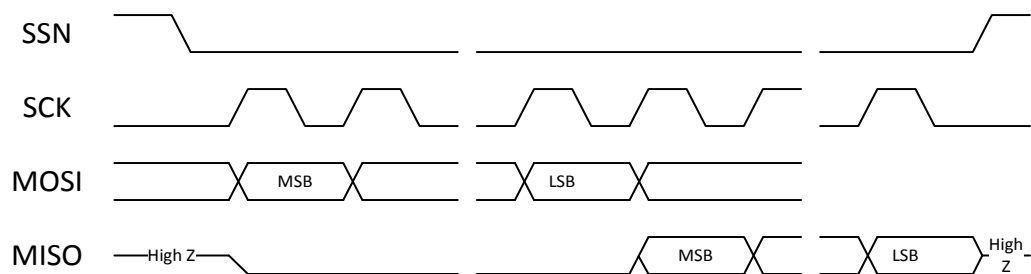 SSN
SCK
MOSI
MSB
LSB
MISO
High Z
MSB
LSB
High
Z